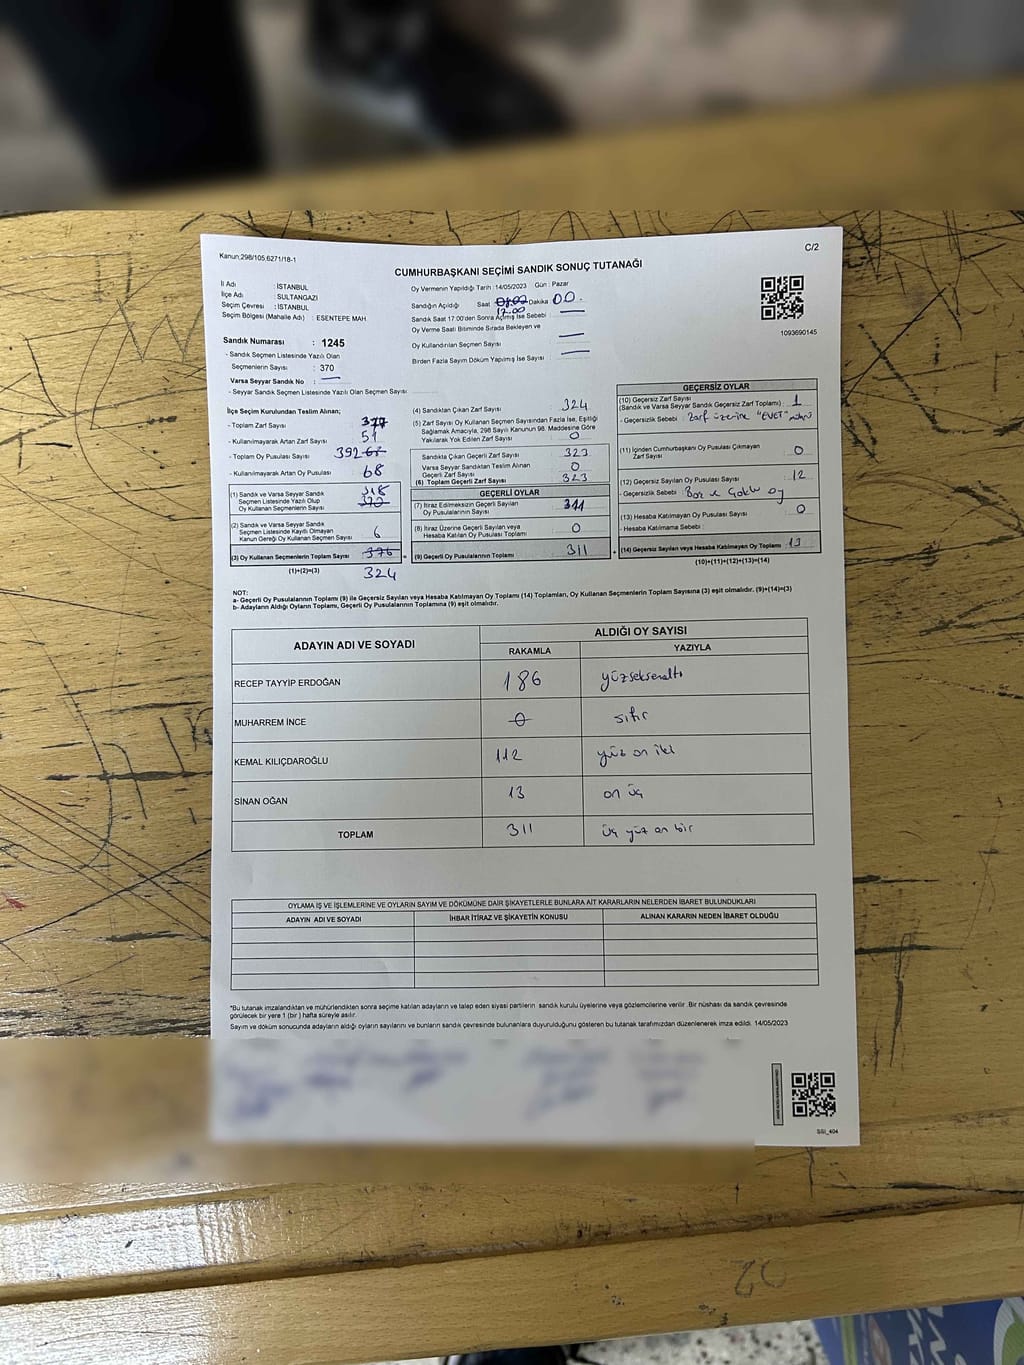 Kanun;298/105,6271/18-1
C/2
CUMHURBAŞKANI SEÇİMİ SANDIK SONUÇ TUTANAĞI
İl Adı : İSTANBUL
İlçe Adı : SULTANGAZİ
Seçim Çevresi : İSTANBUL
Seçim Bölgesi (Mahalle Adı) : ESENTEPE MAH
Oy Vermenin Yapıldığı Tarih :14/05/2023 Gün : Pazar
Sandığın Açıldığı Saat 17.00 Dakika 00.
Sandık Saat 17:00'den Sonra Açılmış İse Sebebi :
Oy Verme Saati Bitiminde Sırada Bekleyen ve
Oy Kullandırılan Seçmen Sayısı
Birden Fazla Sayım Döküm Yapılmış İse Sayısı :
1093690145
Sandık Numarası : 1245
- Sandık Seçmen Listesinde Yazılı Olan
Seçmenlerin Sayısı : 370
Varsa Seyyar Sandık No :
- Seyyar Sandık Seçmen Listesinde Yazılı Olan Seçmen Sayısı:
İlçe Seçim Kurulundan Teslim Alınan;
- Toplam Zarf Sayısı : 377
- Kullanılmayarak Artan Zarf Sayısı : 51
- Toplam Oy Pusulası Sayısı : 392
- Kullanılmayarak Artan Oy Pusulası : 68
(1) Sandık ve Varsa Seyyar Sandık
Seçmen Listesinde Yazılı Olup
Oy Kullanan Seçmenlerin Sayısı 318
370
(2) Sandık ve Varsa Seyyar Sandık
Seçmen Listesinde Kayıtlı Olmayan
Kanun Gereği Oy Kullanan Seçmen Sayısı 6
(3) Oy Kullanan Seçmenlerin Toplam Sayısı 376
(1)+(2)=(3) 324
(4) Sandıktan Çıkan Zarf Sayısı : 324
(5) Zarf Sayısı Oy Kullanan Seçmen Sayısından Fazla İse, Eşitliği
Sağlamak Amacıyla, 298 Sayılı Kanunun 98. Maddesine Göre
Yakılarak Yok Edilen Zarf Sayısı : 0
Sandıkta Çıkan Geçerli Zarf Sayısı : 323
Varsa Seyyar Sandıktan Teslim Alınan
Geçerli Zarf Sayısı : 0
(6) Toplam Geçerli Zarf Sayısı : 323
GEÇERLİ OYLAR
(7) İtiraz Edilmeksizin Geçerli Sayılan
Oy Pusulalarının Sayısı : 311
(8) İtiraz Üzerine Geçerli Sayılan veya
Hesaba Katılan Oy Pusulası Toplamı : 0
(9) Geçerli Oy Pusulalarının Toplamı : 311
GEÇERSİZ OYLAR
(10) Geçersiz Zarf Sayısı
(Sandık ve Varsa Seyyar Sandık Geçersiz Zarf Toplamı) : 1
- Geçersizlik Sebebi : Zarf üzerine "EVET" mührü
(11) İçinden Cumhurbaşkanı Oy Pusulası Çıkmayan
Zarf Sayısı : 0
(12) Geçersiz Sayılan Oy Pusulası Sayısı : 12
- Geçersizlik Sebebi : Boş ve Çoklu oy
(13) Hesaba Katılmayan Oy Pusulası Sayısı : 0
- Hesaba Katılmama Sebebi :
(14) Geçersiz Sayılan veya Hesaba Katılmayan Oy Toplamı : 13
(10)+(11)+(12)+(13)=(14)
NOT:
a- Geçerli Oy Pusulalarının Toplamı (9) ile Geçersiz Sayılan veya Hesaba Katılmayan Oy Toplamı (14) Toplamları, Oy Kullanan Seçmenlerin Toplam Sayısına (3) eşit olmalıdır. (9)+(14)=(3)
b- Adayların Aldığı Oyların Toplamı, Geçerli Oy Pusulalarının Toplamına (9) eşit olmalıdır.
ADAYIN ADI VE SOYADI ALDIĞI OY SAYISI
RAKAMLA YAZIYLA
RECEP TAYYİP ERDOĞAN 186 yüzseksenaltı
MUHARREM İNCE 0 sıfır
KEMAL KILIÇDAROĞLU 112 yüz on iki
SİNAN OĞAN 13 on üç
TOPLAM 311 üç yüz on bir
OYLAMA İŞ VE İŞLEMLERİNE VE OYLARIN SAYIM VE DÖKÜMÜNE DAİR ŞİKAYETLERLE BUNLARA AİT KARARLARIN NELERDEN İBARET BULUNDUKLARI
ADAYIN ADI VE SOYADI İHBAR İTİRAZ VE ŞİKAYETİN KONUSU ALINAN KARARIN NEDEN İBARET OLDUĞU
*Bu tutanak imzalandıktan ve mühürlendikten sonra seçime katılan adayların ve talep eden siyasi partilerin sandık kurulu üyelerine veya gözlemcilerine verilir. Bir nüshası da sandık çevresinde
görülecek bir yere 1 (bir) hafta süreyle asılır.
Sayım ve döküm sonucunda adayların aldığı oyların sayılarını ve bunların sandık çevresinde bulunanlara duyurulduğunu gösteren bu tutanak tarafımızdan düzenlenerek imza edildi. 14/05/2023
SSI_404